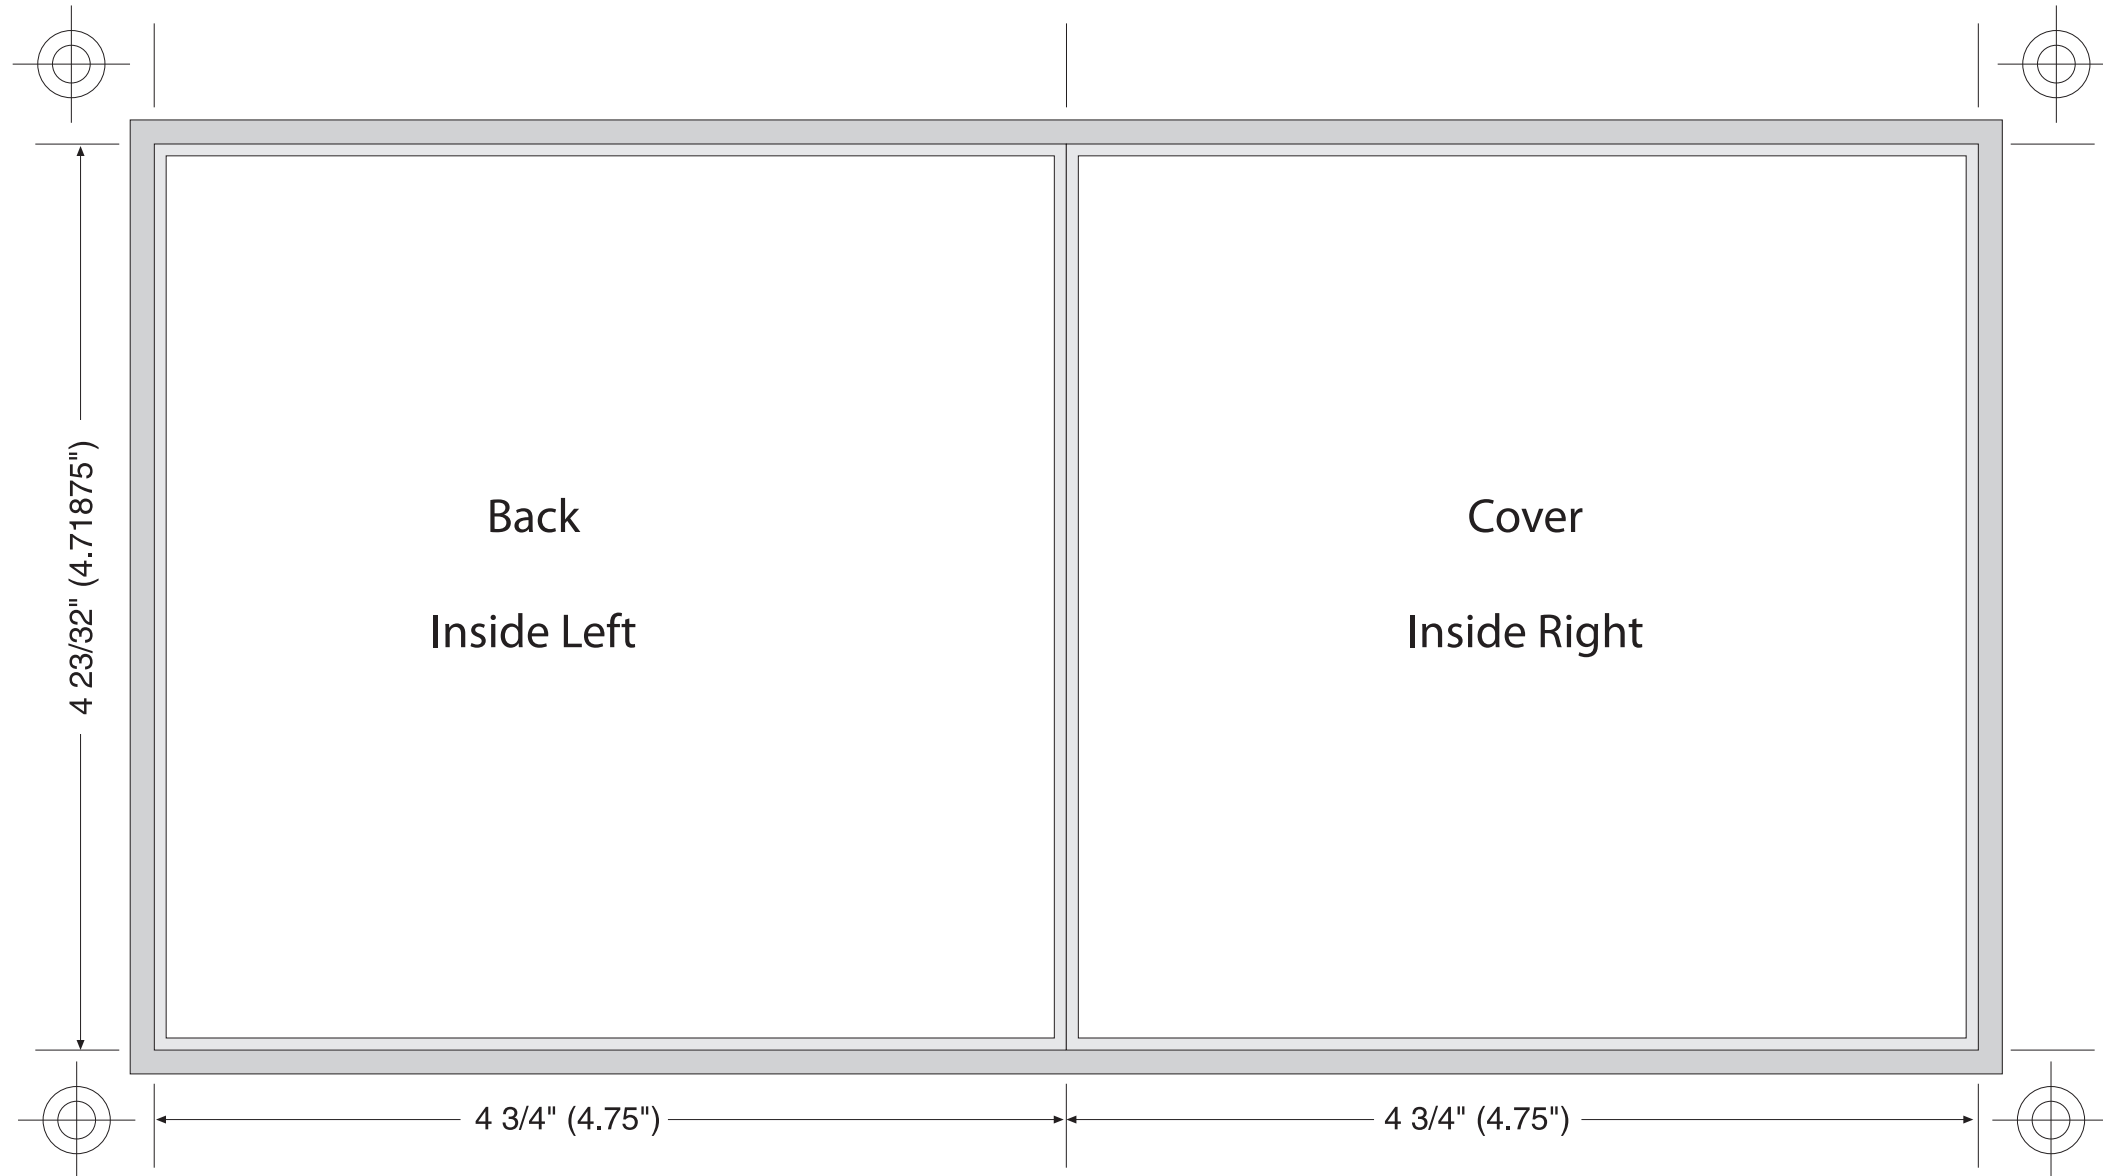 4 23/32" (4.71875")
Back
Inside Left
Cover
Inside Right
4 3/4" (4.75")
4 3/4" (4.75")